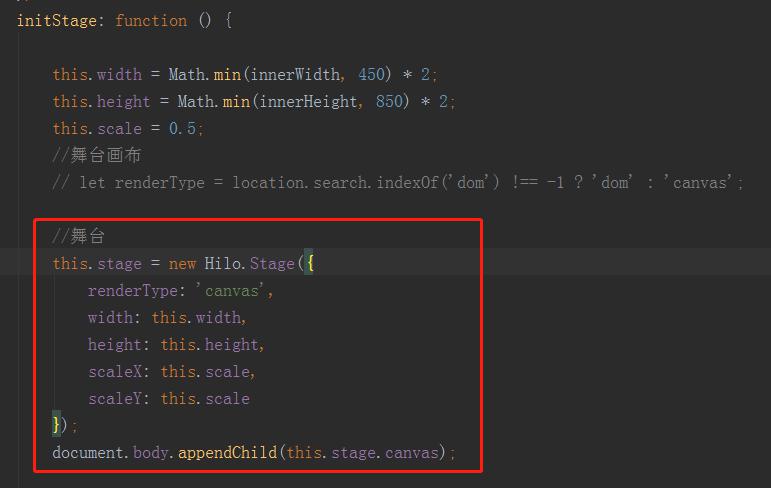 initStage: function () {
this.width = Math.min(innerWidth, 450) * 2;
this.height = Math.min(innerHeight, 850) * 2;
this.scale = 0.5;
//舞台画布
// let renderType = location.search.indexOf('dom') !== -1 ? 'dom' : 'canvas';
//舞台
this.stage = new Hilo.Stage({
renderType: 'canvas',
width: this.width,
height: this.height,
scaleX: this.scale,
scaleY: this.scale
});
document.body.appendChild(this.stage.canvas);